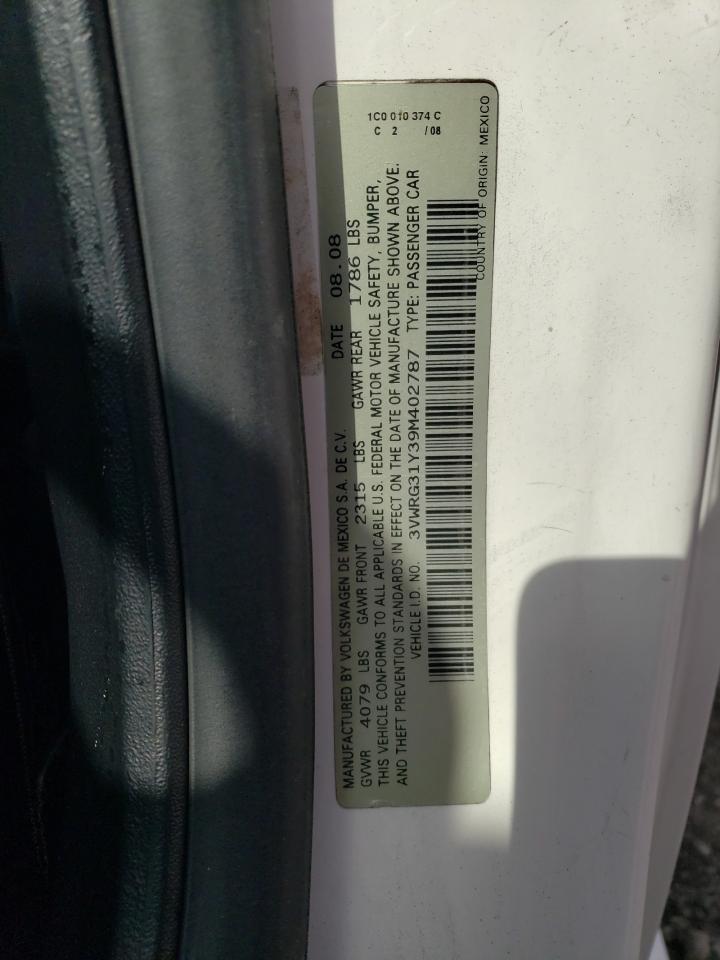 MANUFACTURED BY VOLKSWAGEN DE MEXICO S.A. DE C.V. DATE 08.08
GVWR 4079 LBS GAWR FRONT 2315 LBS GAWR REAR 1786 LBS
THIS VEHICLE CONFORMS TO ALL APPLICABLE U.S. FEDERAL MOTOR VEHICLE SAFETY, BUMPER,
AND THEFT PREVENTION STANDARDS IN EFFECT ON THE DATE OF MANUFACTURE SHOWN ABOVE.
VEHICLE I.D. NO. 3VWRG31Y39M402787 TYPE: PASSENGER CAR
COUNTRY OF ORIGIN: MEXICO
1C0 010 374 C
C 2 /08